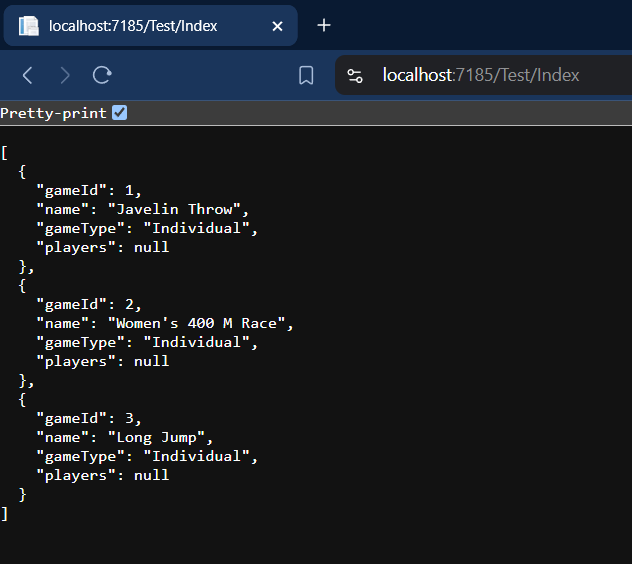 localhost:7185/Test/Index
localhost:7185/Test/Index
Pretty-print
[
  {
    "gameId": 1,
    "name": "Javelin Throw",
    "gameType": "Individual",
    "players": null
  },
  {
    "gameId": 2,
    "name": "Women's 400 M Race",
    "gameType": "Individual",
    "players": null
  },
  {
    "gameId": 3,
    "name": "Long Jump",
    "gameType": "Individual",
    "players": null
  }
]